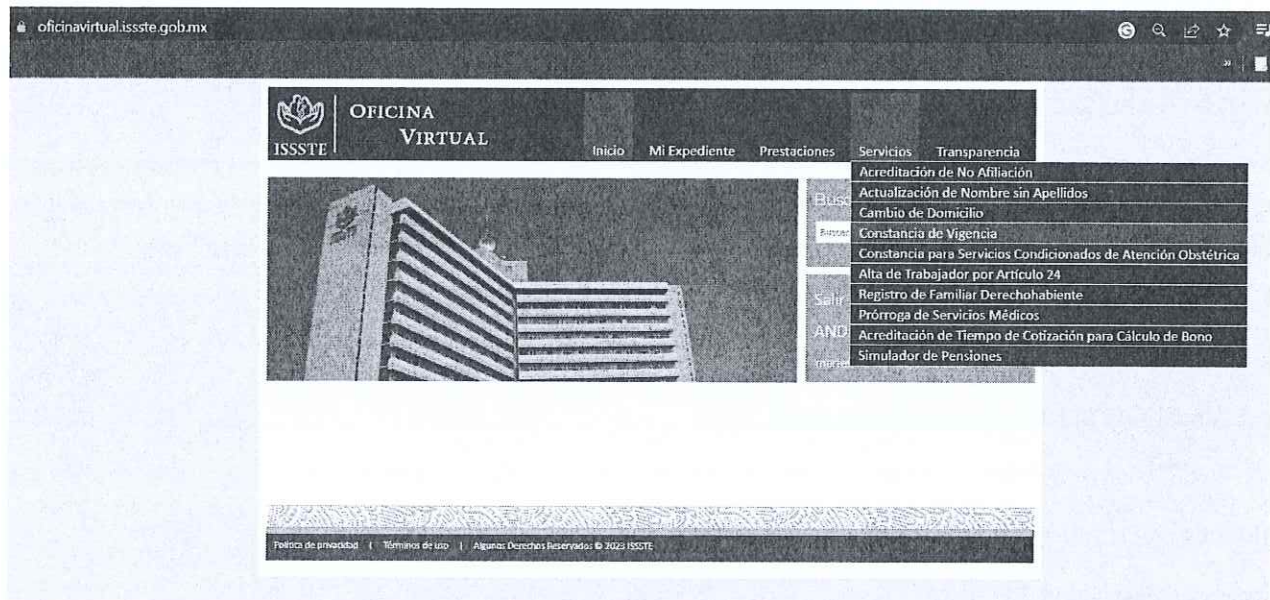 oficinavirtual.issste.gob.mx
ISSSTE
OFICINA
VIRTUAL
Inicio Mi Expediente Prestaciones Servicios Transparencia
Acreditación de No Afiliación
Actualización de Nombre sin Apellidos
Cambio de Domicilio
Constancia de Vigencia
Constancia para Servicios Condicionados de Atención Obstétrica
Alta de Trabajador por Artículo 24
Registro de Familiar Derechohabiente
Prórroga de Servicios Médicos
Acreditación de Tiempo de Cotización para Cálculo de Bono
Simulador de Pensiones
Salir
AND
Política de privacidad | Términos de uso | Algunos Derechos Reservados © 2023 ISSSTE